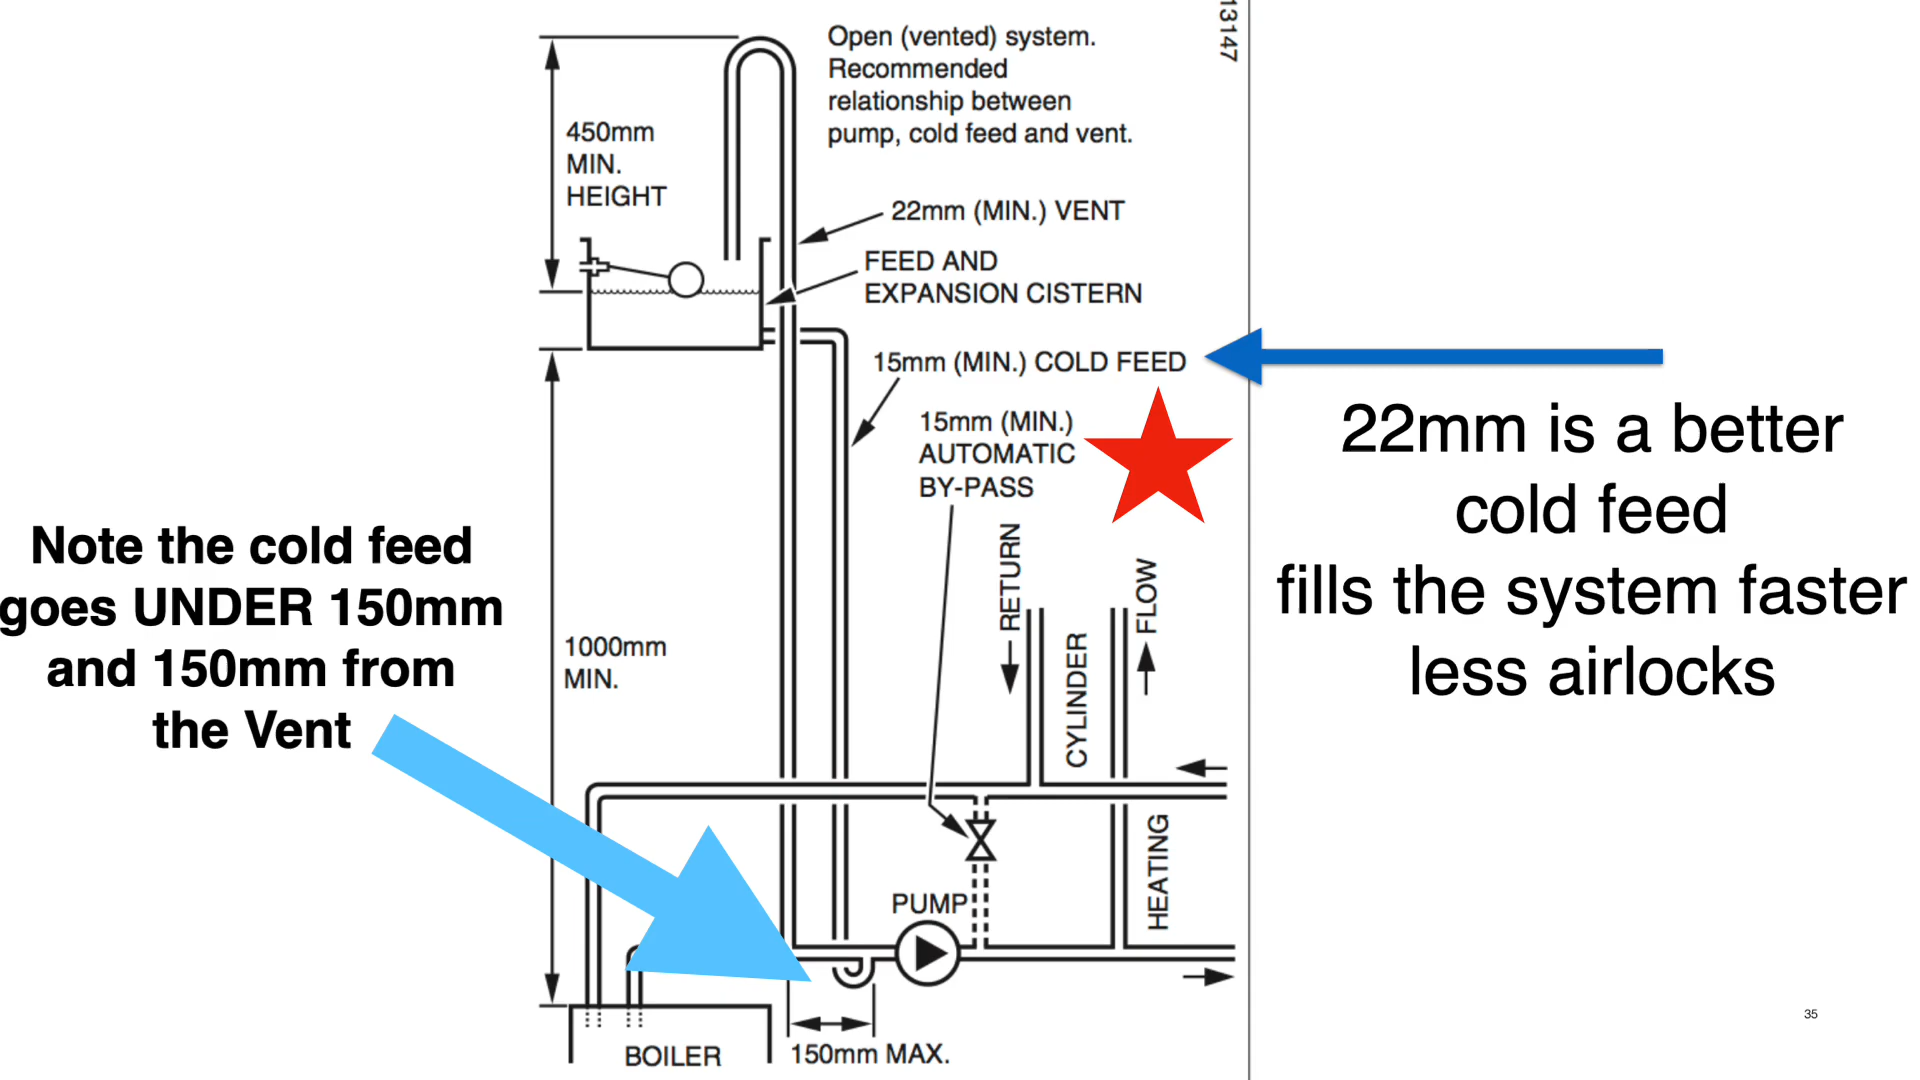 13147
Open (vented) system.
Recommended
relationship between
pump, cold feed and vent.
450mm
MIN.
HEIGHT
22mm (MIN.) VENT
FEED AND
EXPANSION CISTERN
15mm (MIN.) COLD FEED
15mm (MIN.)
AUTOMATIC
BY-PASS
22mm is a better
cold feed
fills the system faster
less airlocks
Note the cold feed
goes UNDER 150mm
and 150mm from
the Vent
1000mm
MIN.
RETURN
CYLINDER
FLOW
HEATING
PUMP
BOILER
150mm MAX.
35